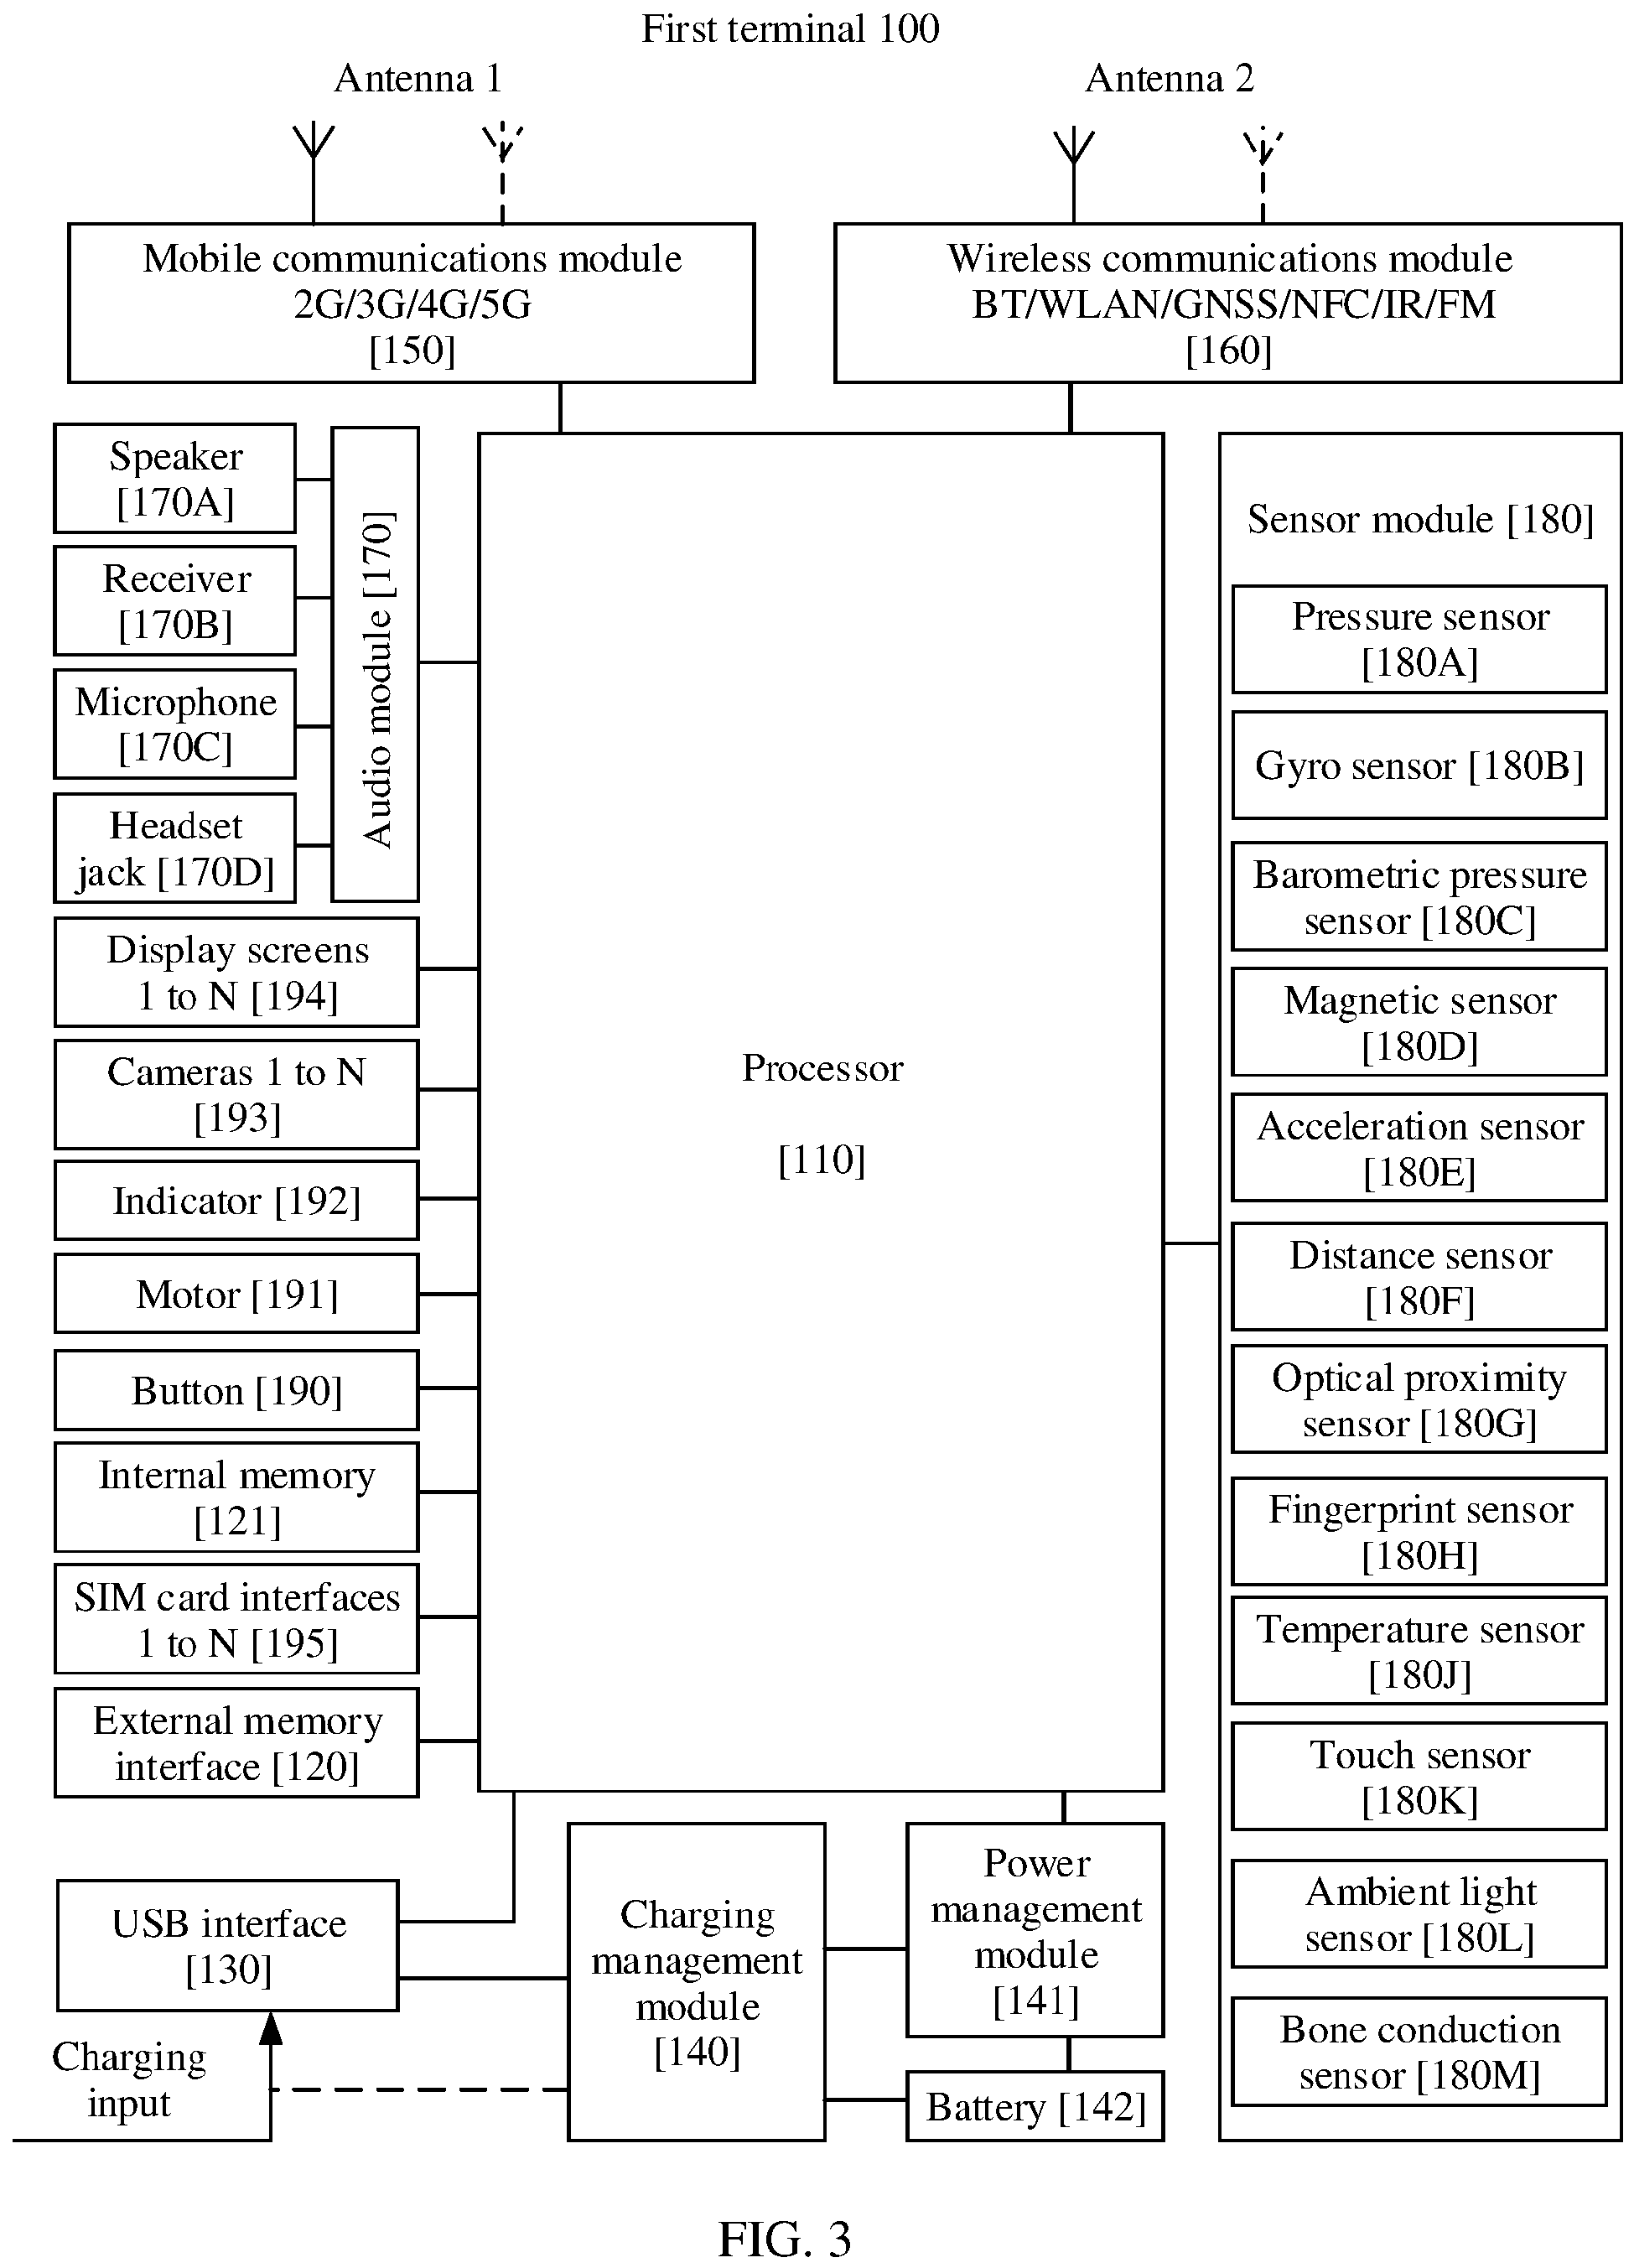 First terminal 100
Antenna 1
Antenna 2
Mobile communications module
2G/3G/4G/5G
[150]
Wireless communications module
BT/WLAN/GNSS/NFC/IR/FM
[160]
Speaker
[170A]
Receiver
[170B]
Microphone
[170C]
Headset
jack [170D]
Audio module [170]
Display screens
1 to N [194]
Cameras 1 to N
[193]
Indicator [192]
Motor [191]
Button [190]
Internal memory
[121]
SIM card interfaces
1 to N [195]
External memory
interface [120]
Processor
[110]
Sensor module [180]
Pressure sensor
[180A]
Gyro sensor [180B]
Barometric pressure
sensor [180C]
Magnetic sensor
[180D]
Acceleration sensor
[180E]
Distance sensor
[180F]
Optical proximity
sensor [180G]
Fingerprint sensor
[180H]
Temperature sensor
[180J]
Touch sensor
[180K]
Ambient light
sensor [180L]
Bone conduction
sensor [180M]
USB interface
[130]
Charging
input
Charging
management
module
[140]
Power
management
module
[141]
Battery [142]
FIG. 3